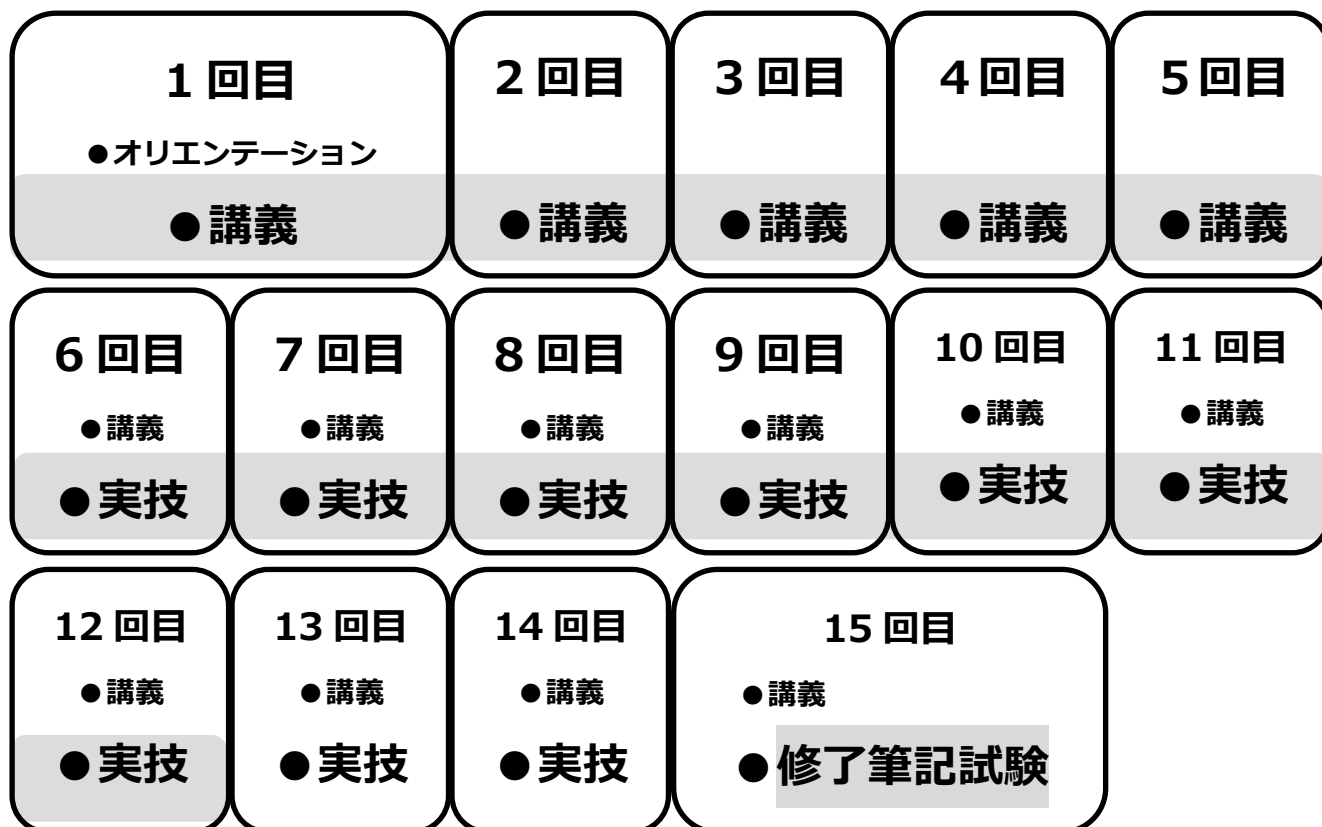 1回目
●オリエンテーション
●講義
2回目
●講義
3回目
●講義
4回目
●講義
5回目
●講義
6回目
●講義
●実技
7回目
●講義
●実技
8回目
●講義
●実技
9回目
●講義
●実技
10回目
●講義
●実技
11回目
●講義
●実技
12回目
●講義
●実技
13回目
●講義
●実技
14回目
●講義
●実技
15回目
●講義
●修了筆記試験